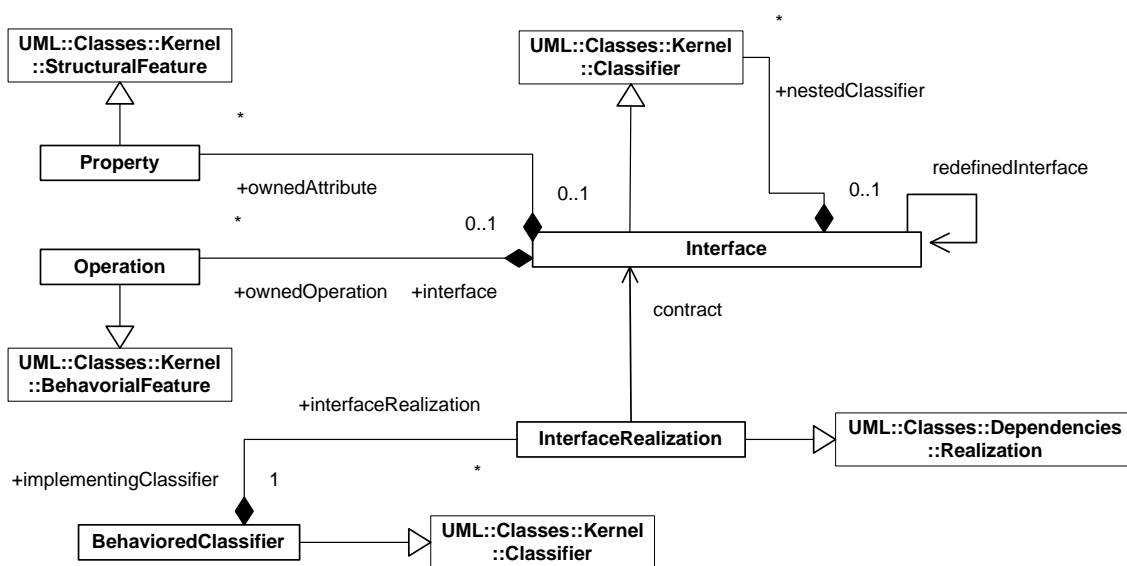 *
UML::Classes::Kernel
::StructuralFeature
UML::Classes::Kernel
::Classifier
+nestedClassifier
*
Property
redefinedInterface
+ownedAttribute
0..1
0..1
*
0..1
Interface
Operation
+ownedOperation
+interface
contract
UML::Classes::Kernel
::BehavorialFeature
+interfaceRealization
InterfaceRealization
UML::Classes::Dependencies
::Realization
*
+implementingClassifier
1
BehavioredClassifier
UML::Classes::Kernel
::Classifier